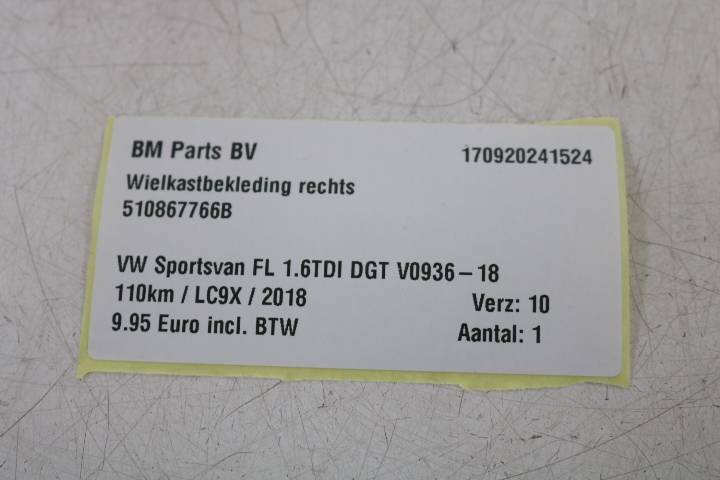 BM Parts BV 170920241524
Wielkastbekleding rechts
510867766B
VW Sportsvan FL 1.6TDI DGT V0936-18
110km / LC9X / 2018 Verz: 10
9.95 Euro incl. BTW Aantal: 1